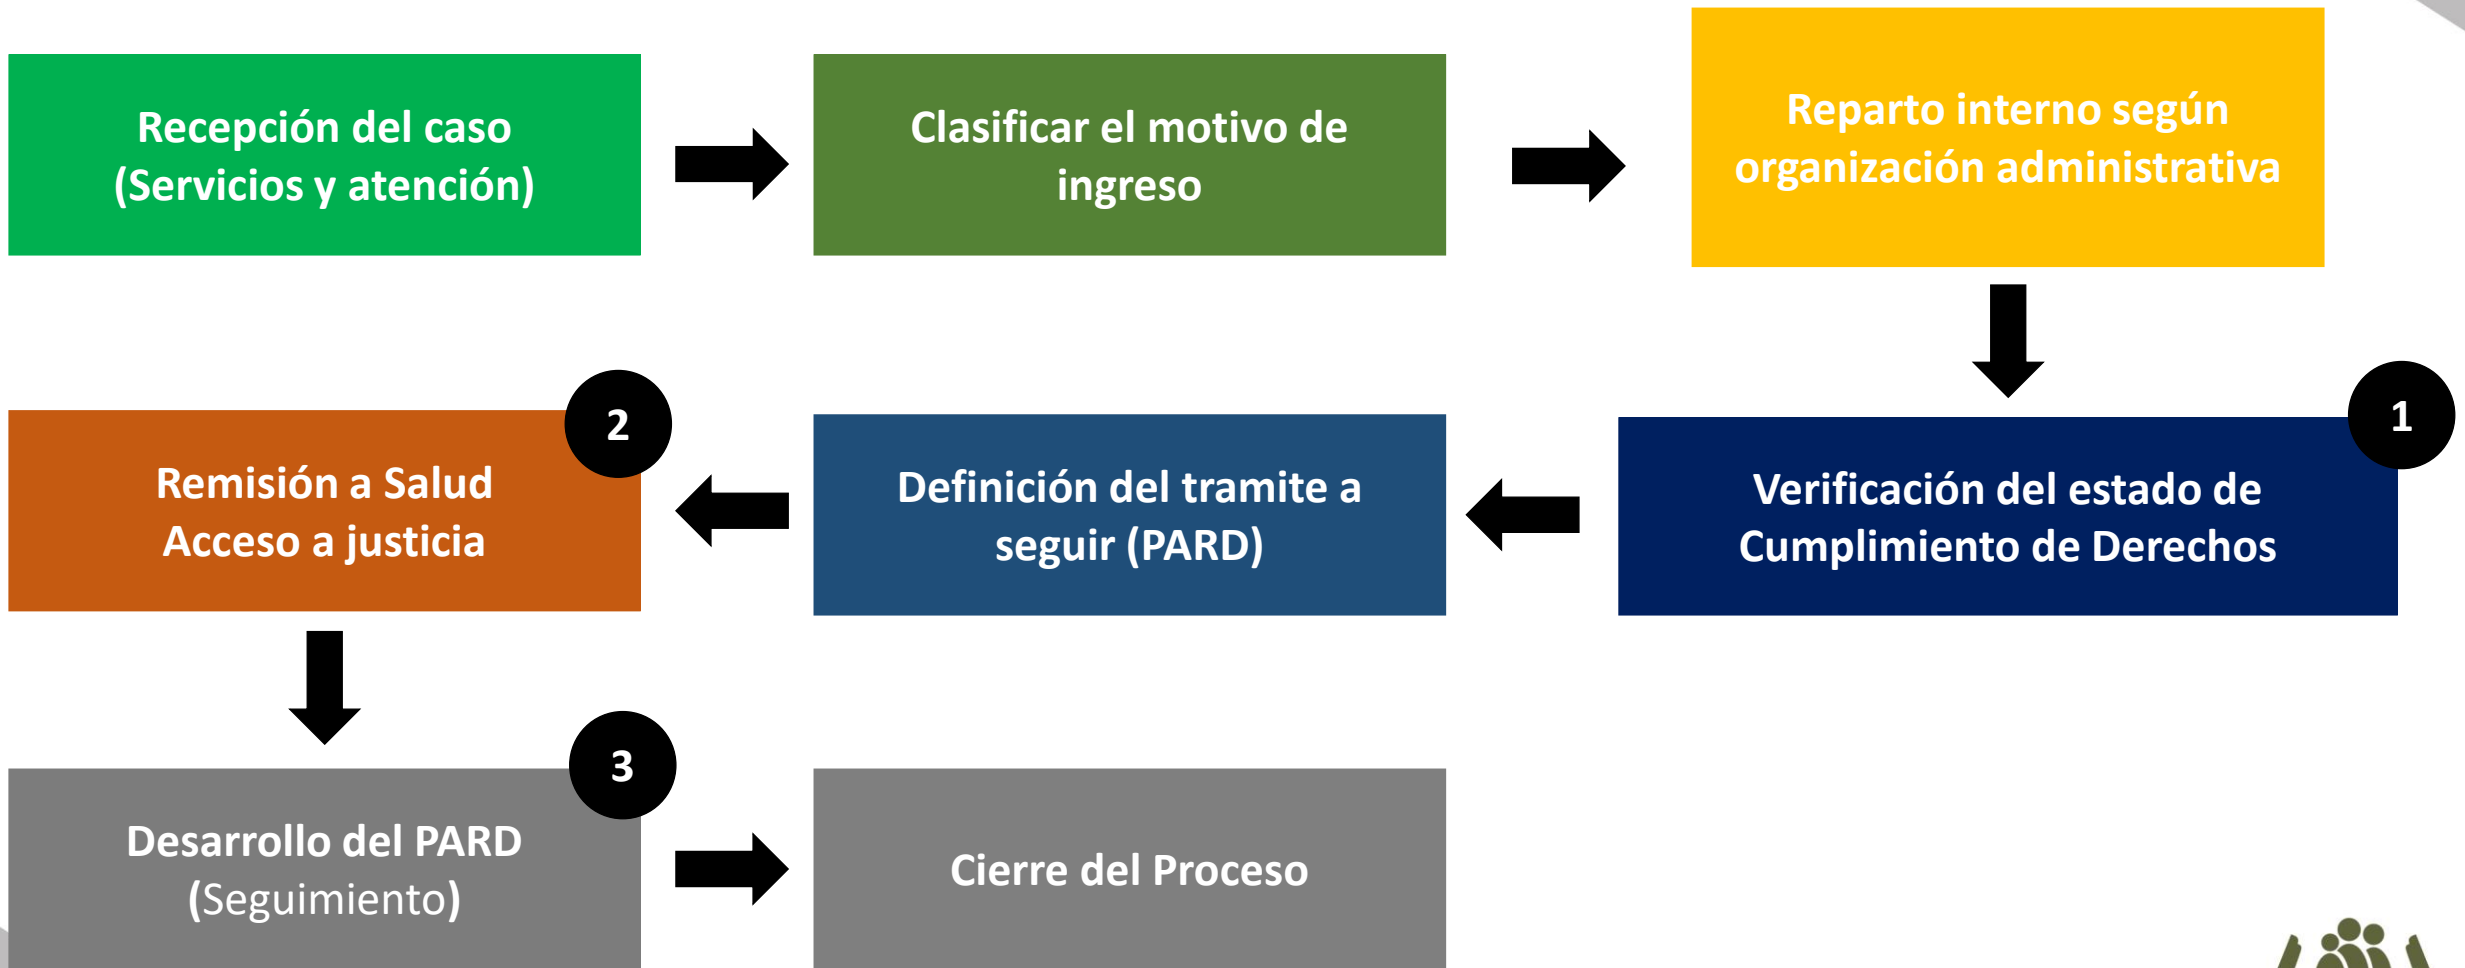 Recepción del caso
(Servicios y atención)
Clasificar el motivo de
ingreso
Reparto interno según
organización administrativa
1
Verificación del estado de
Cumplimiento de Derechos
Definición del tramite a
seguir (PARD)
2
Remisión a Salud
Acceso a justicia
3
Desarrollo del PARD
(Seguimiento)
Cierre del Proceso